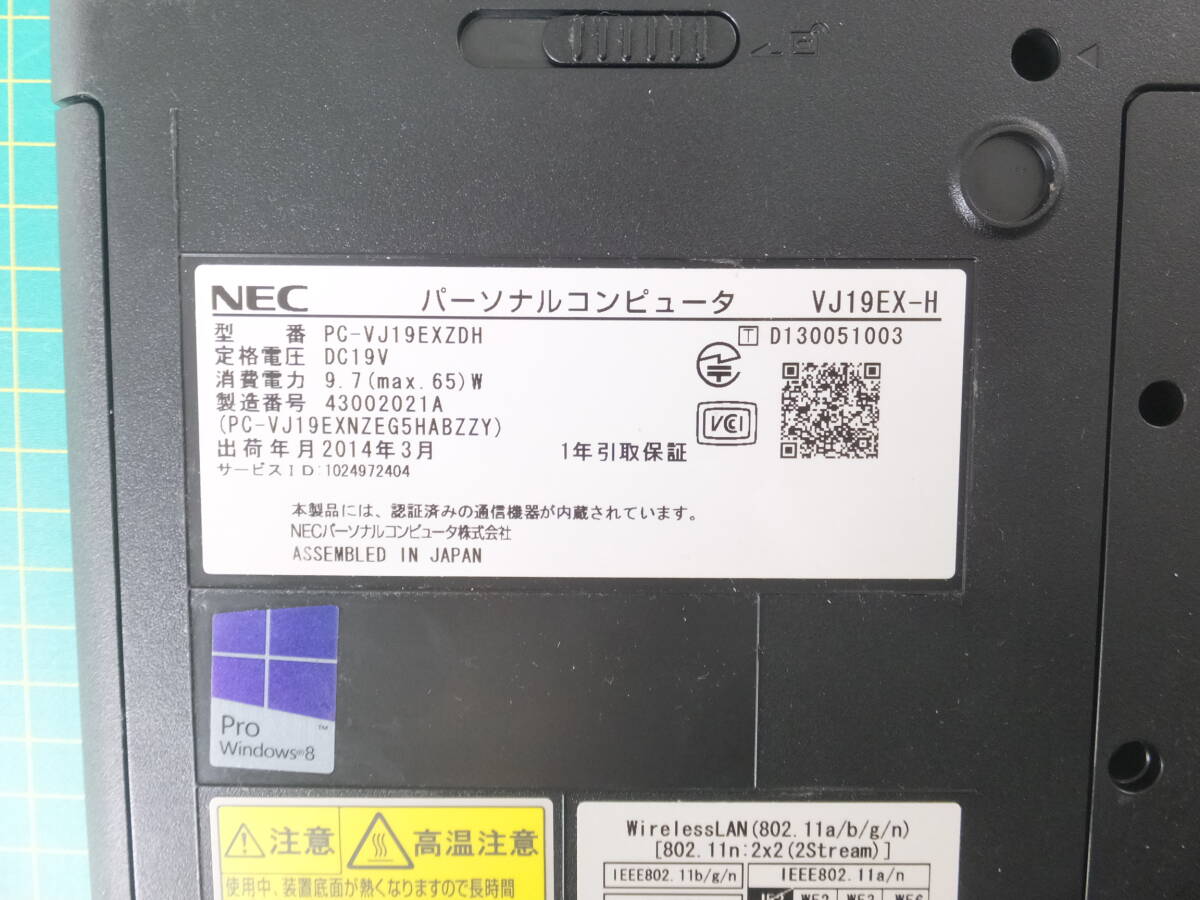 NEC パーソナルコンピュータ VJ19EX-H
型 番 PC-VJ19EXZDH
T D130051003
定格電圧 DC19V
消費電力 9.7(max.65)W
製造番号 43002021A
(PC-VJ19EXNZEG5HABZZY)
VCCI
出荷年月 2014年3月
1年引取保証
サービスID:1024972404
本製品には、認証済みの通信機器が内蔵されています。
NECパーソナルコンピュータ株式会社
ASSEMBLED IN JAPAN
Pro ™
Windows®8
注意 高温注意
使用中、装置底面が熱くなりますので長時間
WirelessLAN(802.11a/b/g/n)
[802.11n:2x2(2Stream)]
IEEE802.11b/g/n
IEEE802.11a/n
W52 W53 W56